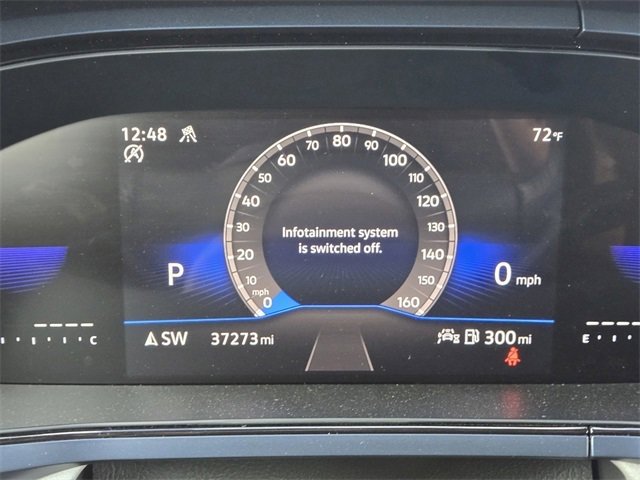 12:48
72°F
0 10 20 30 40 50 60 70 80 90 100 110 120 130 140 150 160
mph
Infotainment system
is switched off.
P
0 mph
C
E
SW 37273 mi
300 mi